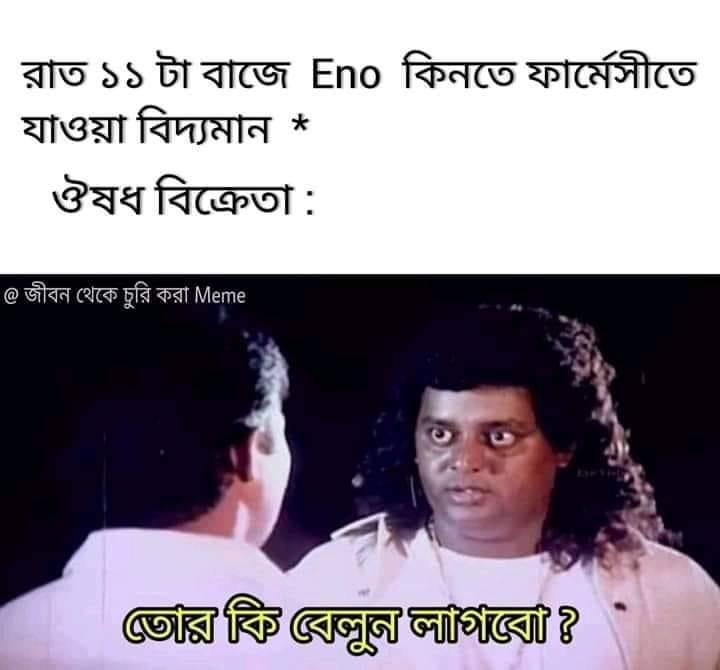 রাত ১১ টা বাজে Eno কিনতে ফার্মেসীতে
যাওয়া বিদ্যমান *
ঔষধ বিক্রেতা :
@ জীবন থেকে চুরি করা Meme
তোর কি বেলুন লাগবো ?